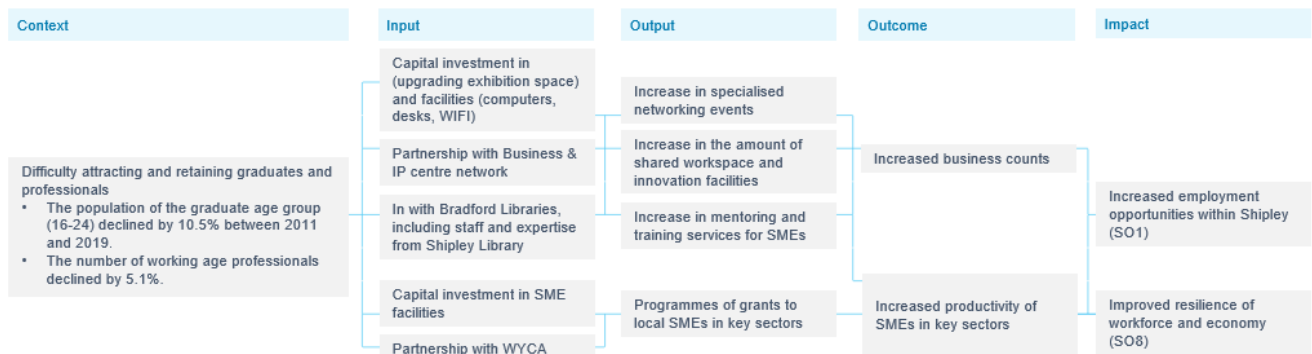 Context
Input
Output
Outcome
Impact
Difficulty attracting and retaining graduates and
professionals
• The population of the graduate age group
(16-24) declined by 10.5% between 2011
and 2019.
• The number of working age professionals
declined by 5.1%.
Capital investment in
(upgrading exhibition space)
and facilities (computers,
desks, WIFI)
Partnership with Business &
IP centre network
In with Bradford Libraries,
including staff and expertise
from Shipley Library
Capital investment in SME
facilities
Partnership with WYCA
Increase in specialised
networking events
Increase in the amount of
shared workspace and
innovation facilities
Increase in mentoring and
training services for SMEs
Programmes of grants to
local SMEs in key sectors
Increased business counts
Increased productivity of
SMEs in key sectors
Increased employment
opportunities within Shipley
(SO1)
Improved resilience of
workforce and economy
(SO8)